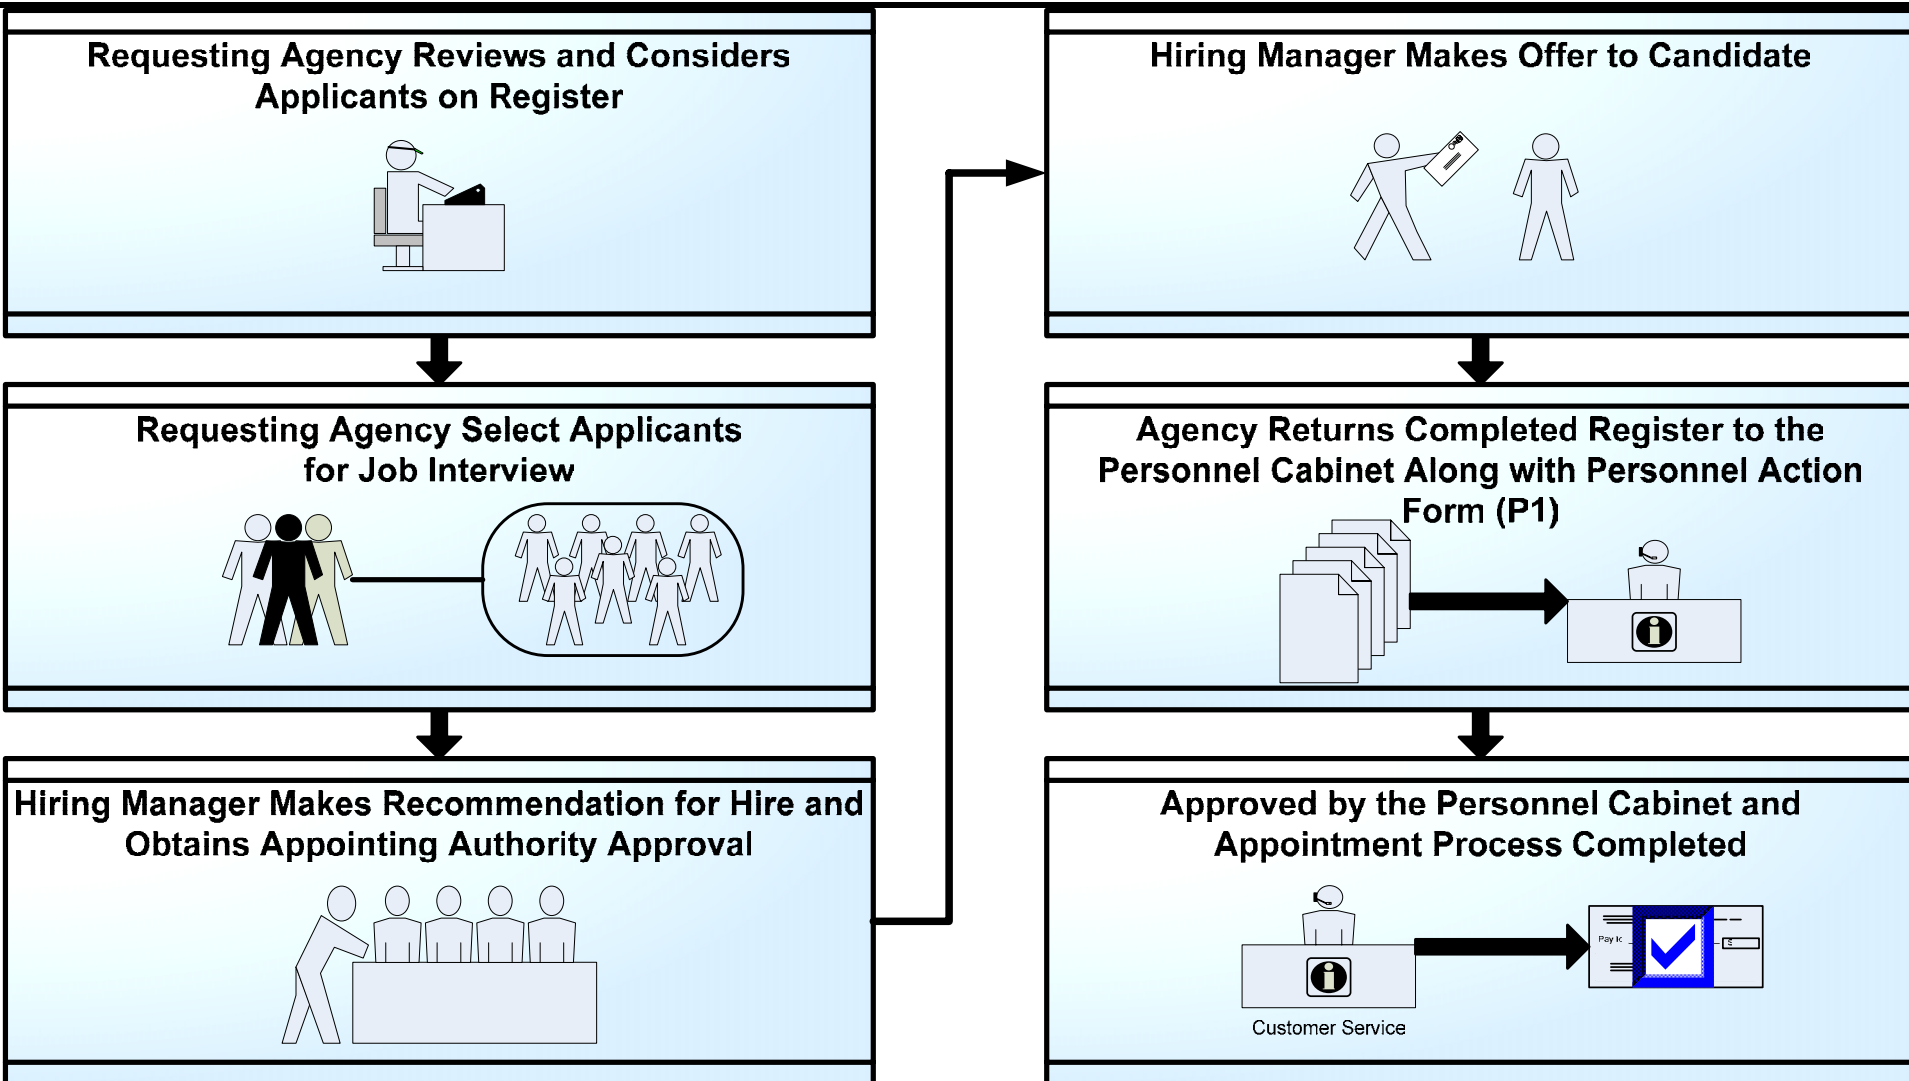 Requesting Agency Reviews and Considers
Applicants on Register
Requesting Agency Select Applicants
for Job Interview
Hiring Manager Makes Recommendation for Hire and
Obtains Appointing Authority Approval
Hiring Manager Makes Offer to Candidate
Agency Returns Completed Register to the
Personnel Cabinet Along with Personnel Action
Form (P1)
Approved by the Personnel Cabinet and
Appointment Process Completed
Pay
Customer Service